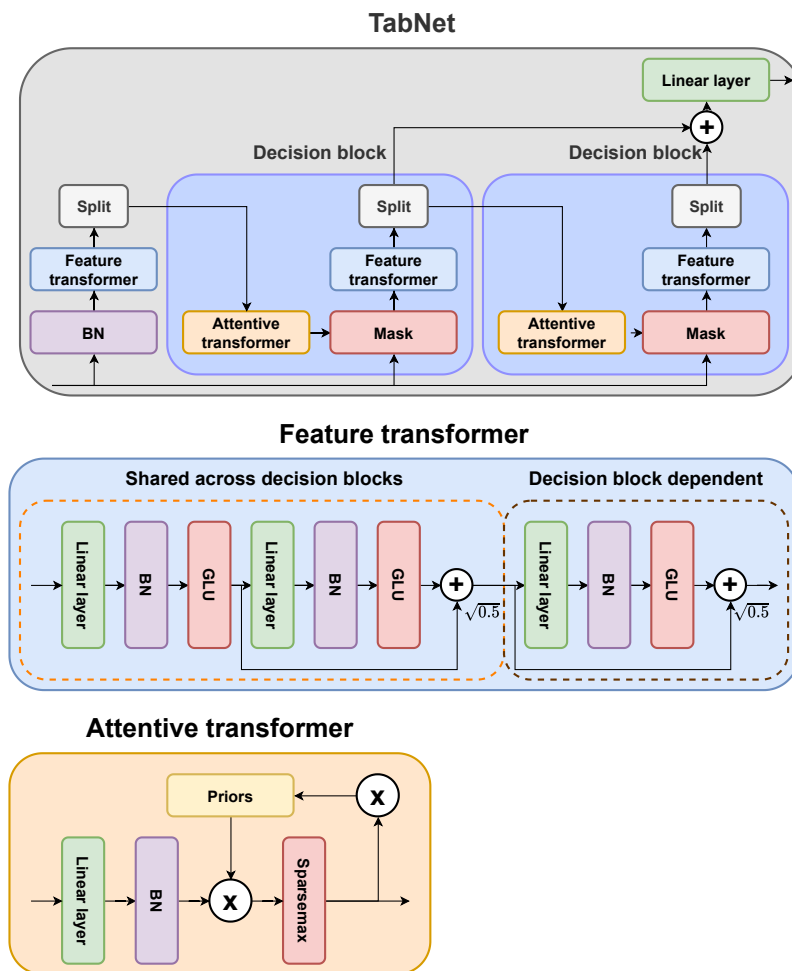 TabNet
Linear layer
+
Decision block
Decision block
Split
Split
Split
Feature
transformer
Feature
transformer
Feature
transformer
BN
Attentive
transformer
Mask
Attentive
transformer
Mask
Feature transformer
Shared across decision blocks
Decision block dependent
Linear layer
BN
GLU
Linear layer
BN
GLU
+
√0.5
Linear layer
BN
GLU
+
√0.5
Attentive transformer
Priors
x
Linear layer
BN
x
Sparsemax